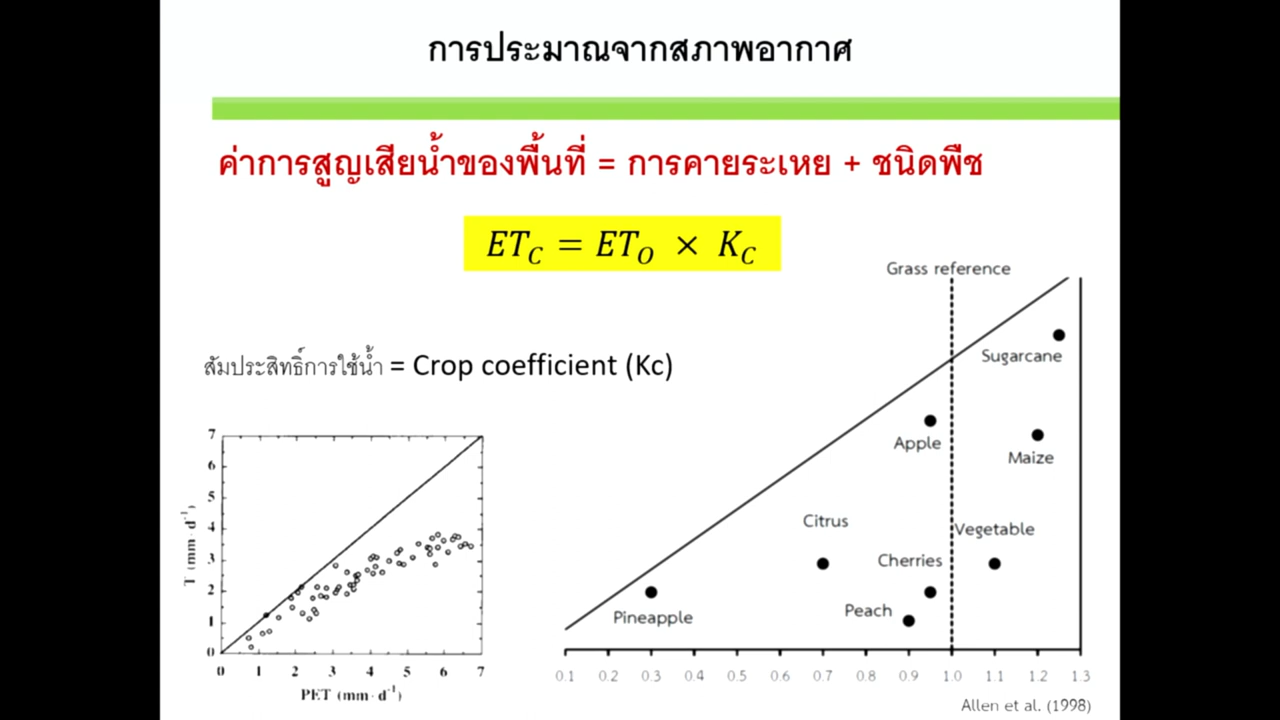 การประมาณจากสภาพอากาศ
ค่าการสูญเสียน้ำของพื้นที่ = การคายระเหย + ชนิดพืช
ET_C = ET_O × K_C
สัมประสิทธิ์การใช้น้ำ = Crop coefficient (Kc)
7
6
5
4
3
2
1
0
T (mm·d⁻¹)
0 1 2 3 4 5 6 7
PET (mm·d⁻¹)
Grass reference
Sugarcane
Apple
Maize
Citrus
Vegetable
Cherries
Peach
Pineapple
0.1 0.2 0.3 0.4 0.5 0.6 0.7 0.8 0.9 1.0 1.1 1.2 1.3
Allen et al. (1998)